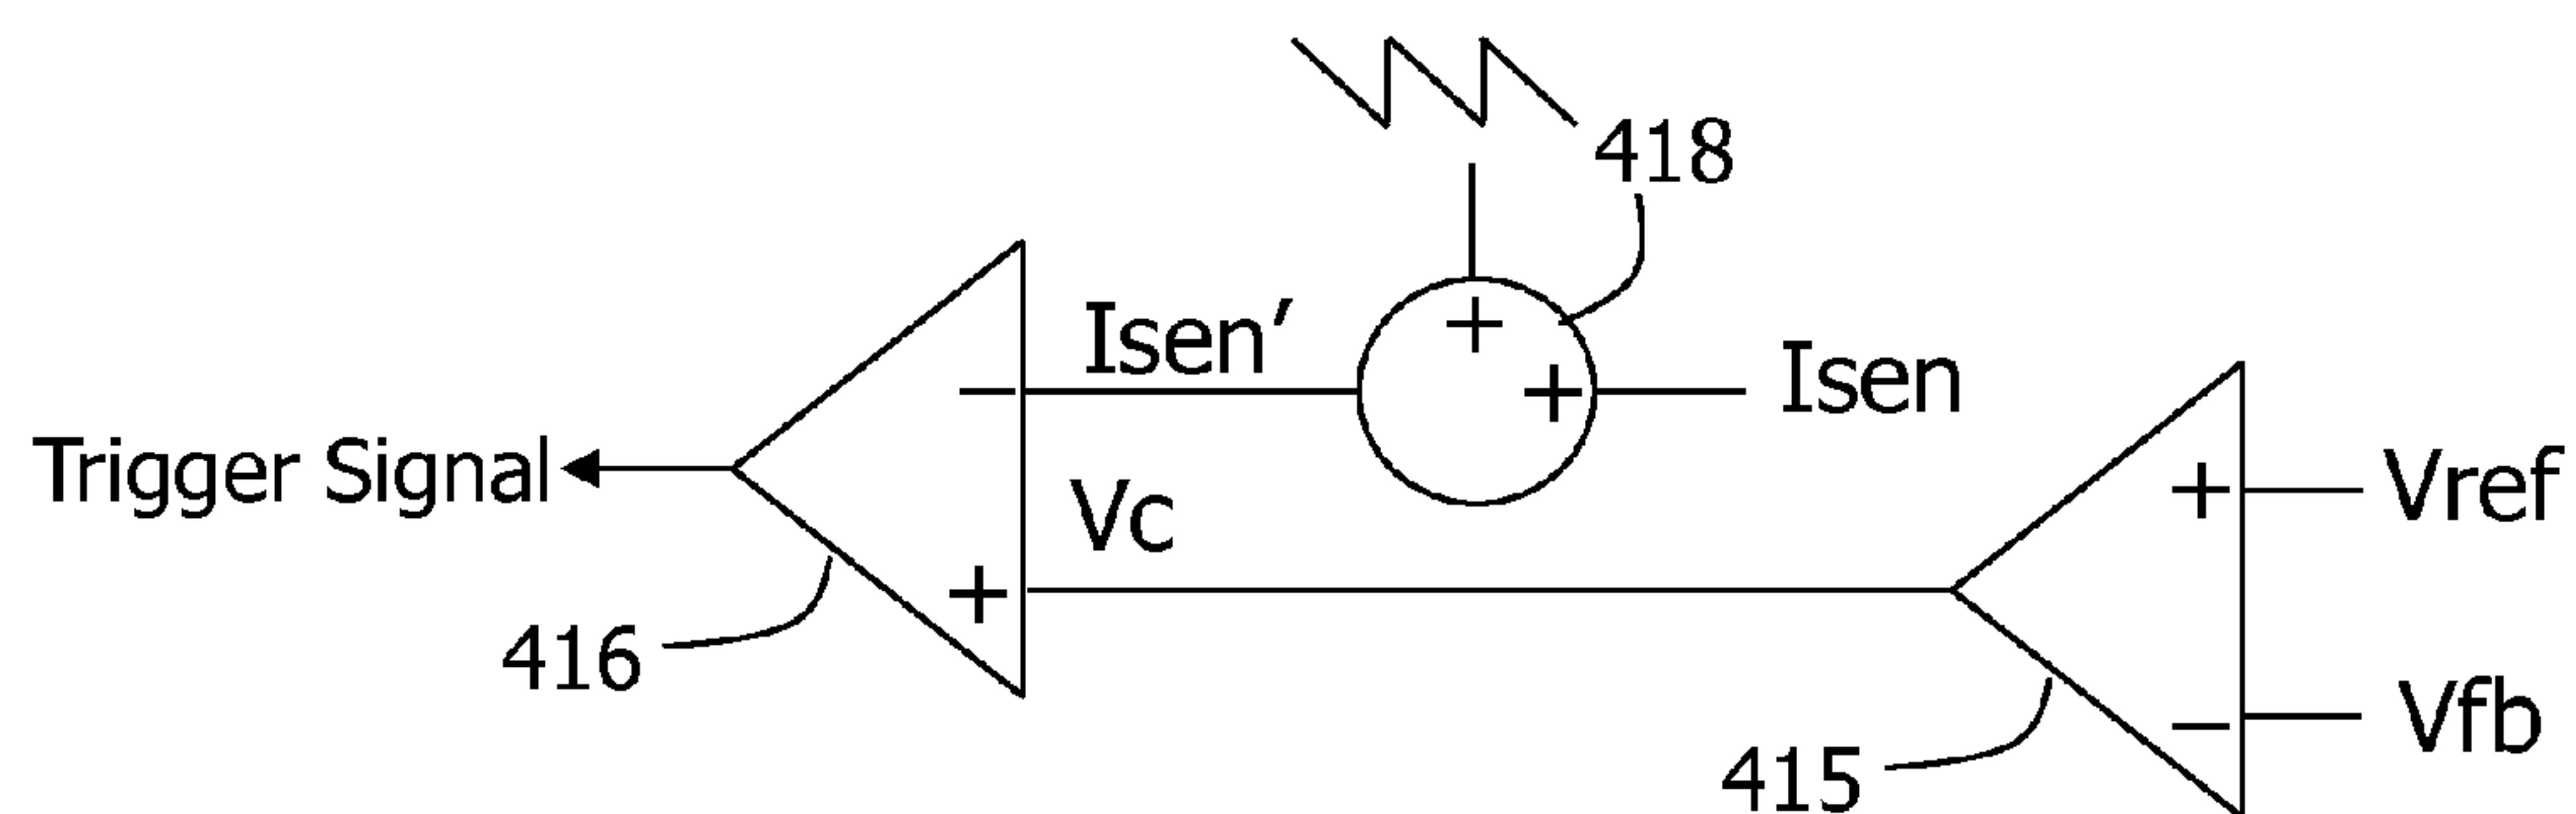 418
Isen′
Isen
Trigger Signal
Vc
Vref
416
Vfb
415
+
+
−
+
+
−